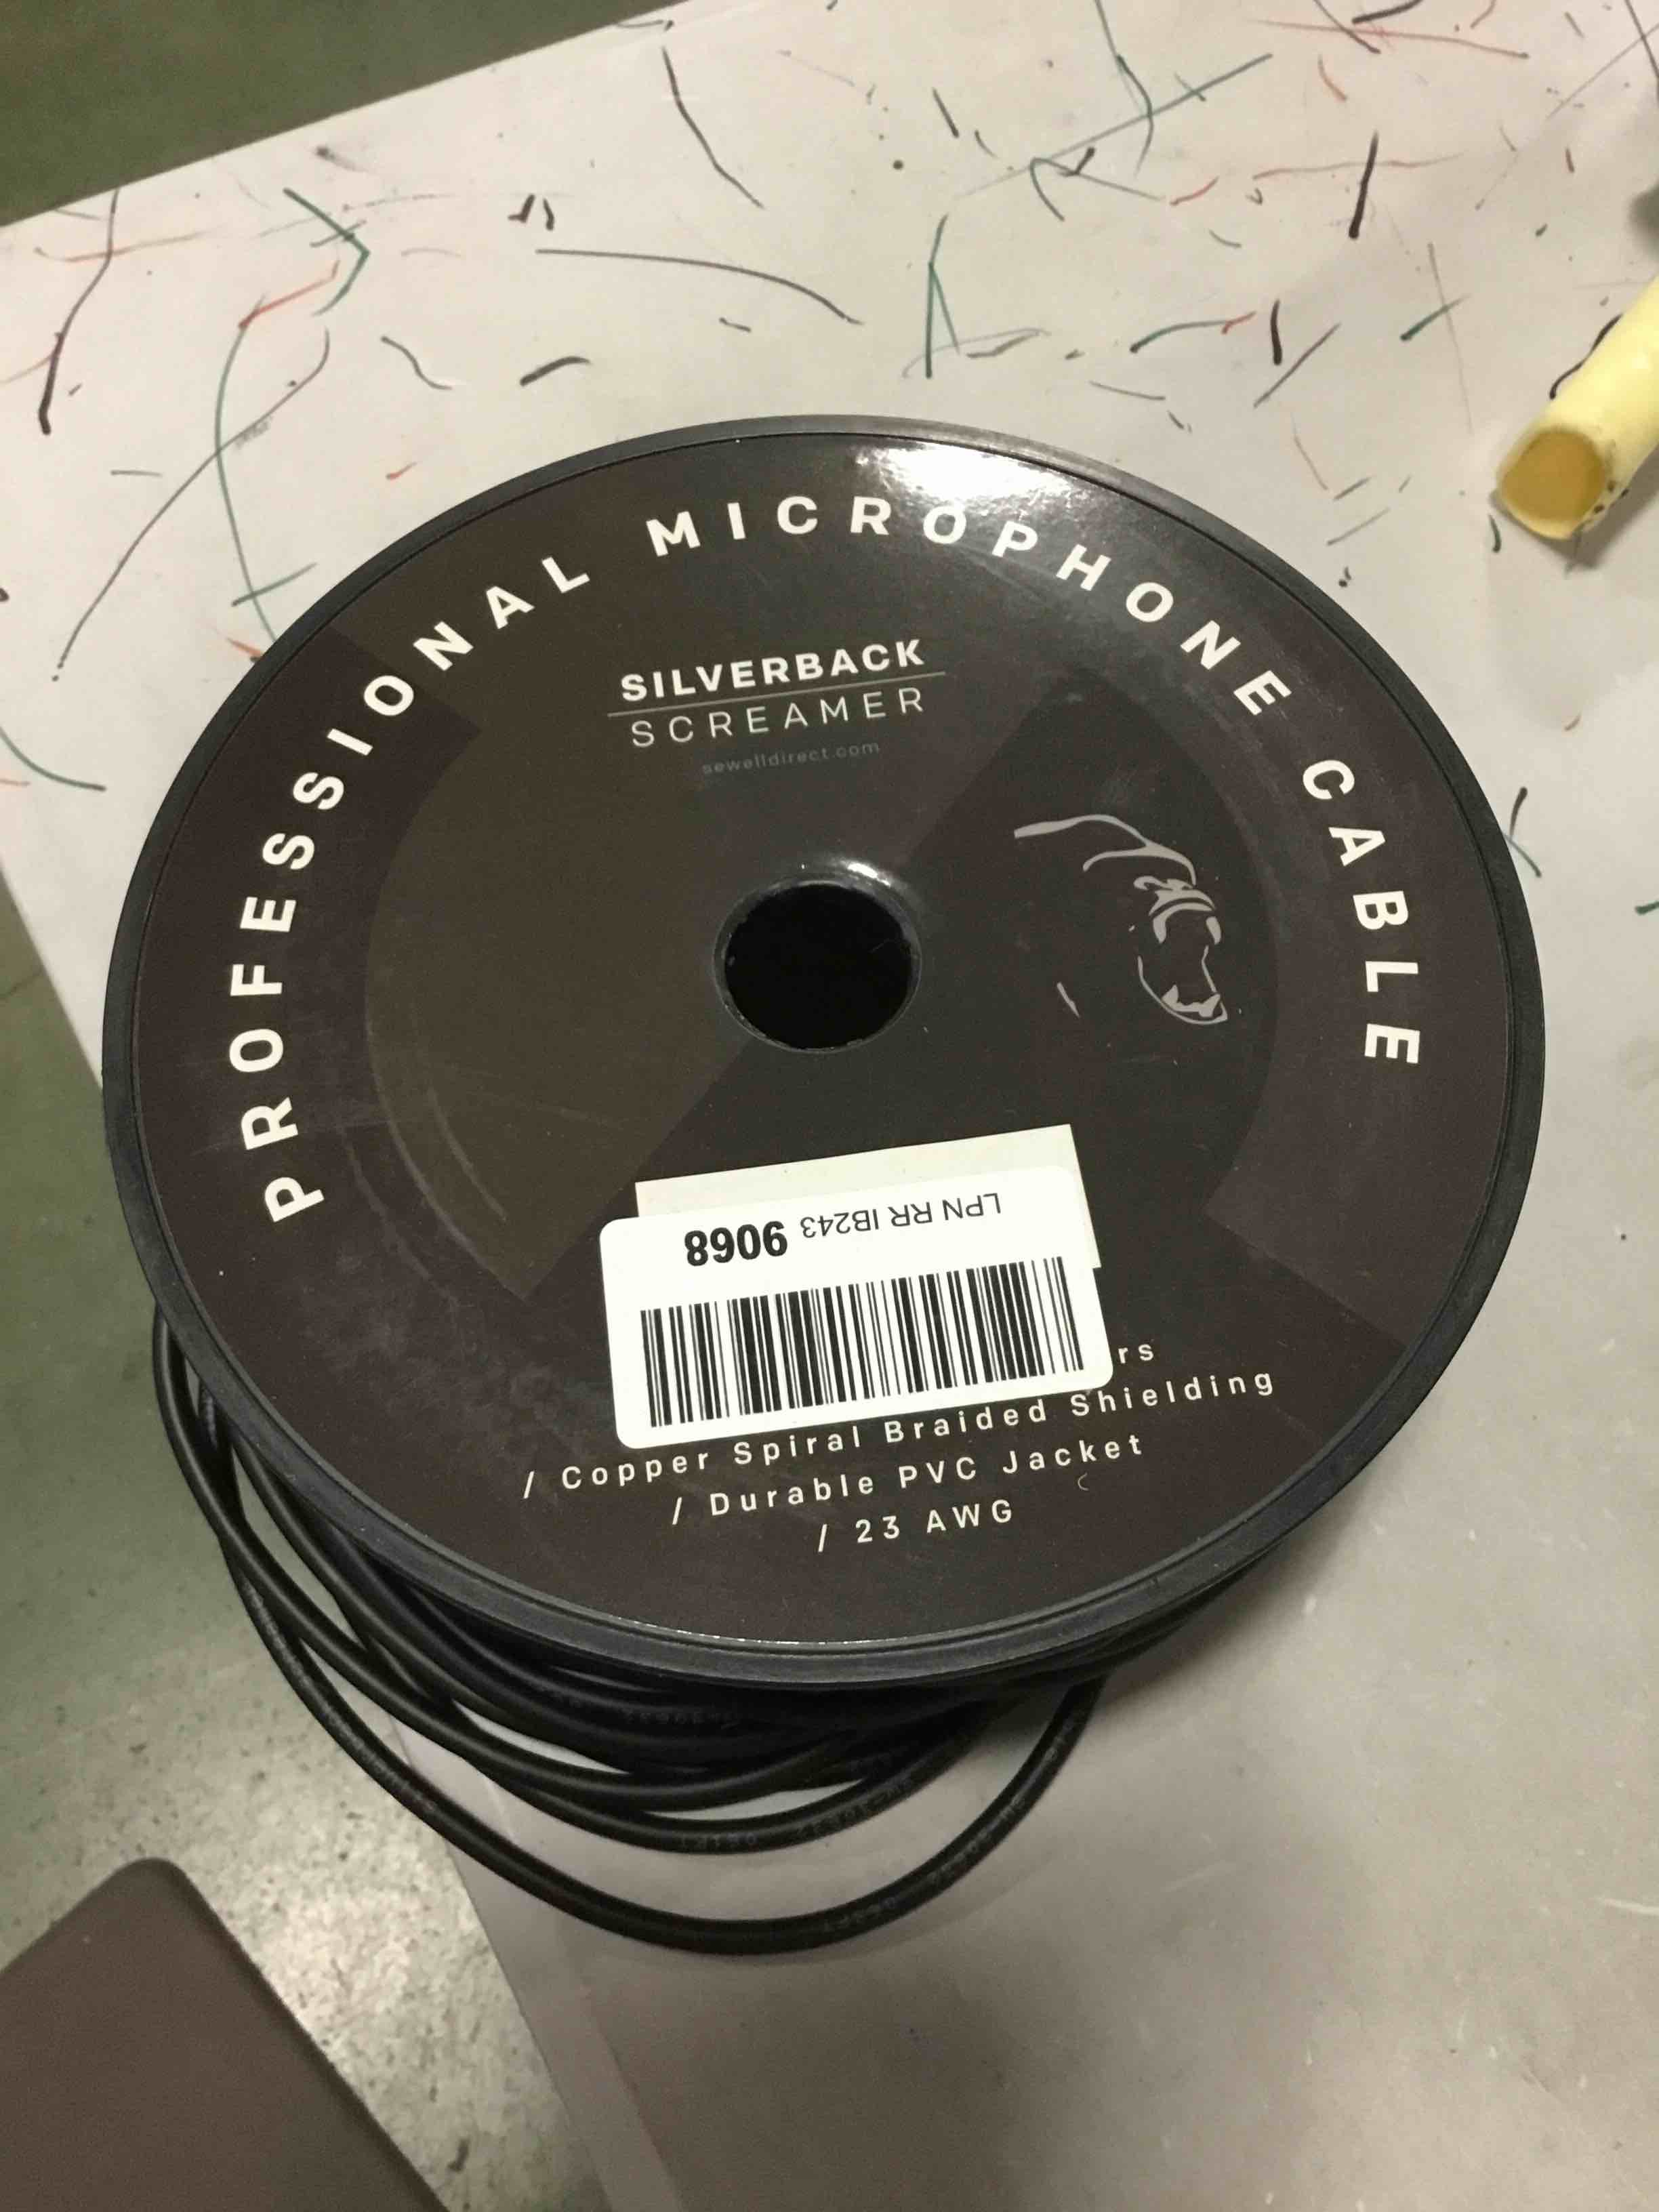 PROFESSIONAL MICROPHONE CABLE
SILVERBACK
SCREAMER
sewelldirect.com
LPN RR IB243 9068
rs
/ Copper Spiral Braided Shielding
/ Durable PVC Jacket
/ 23 AWG